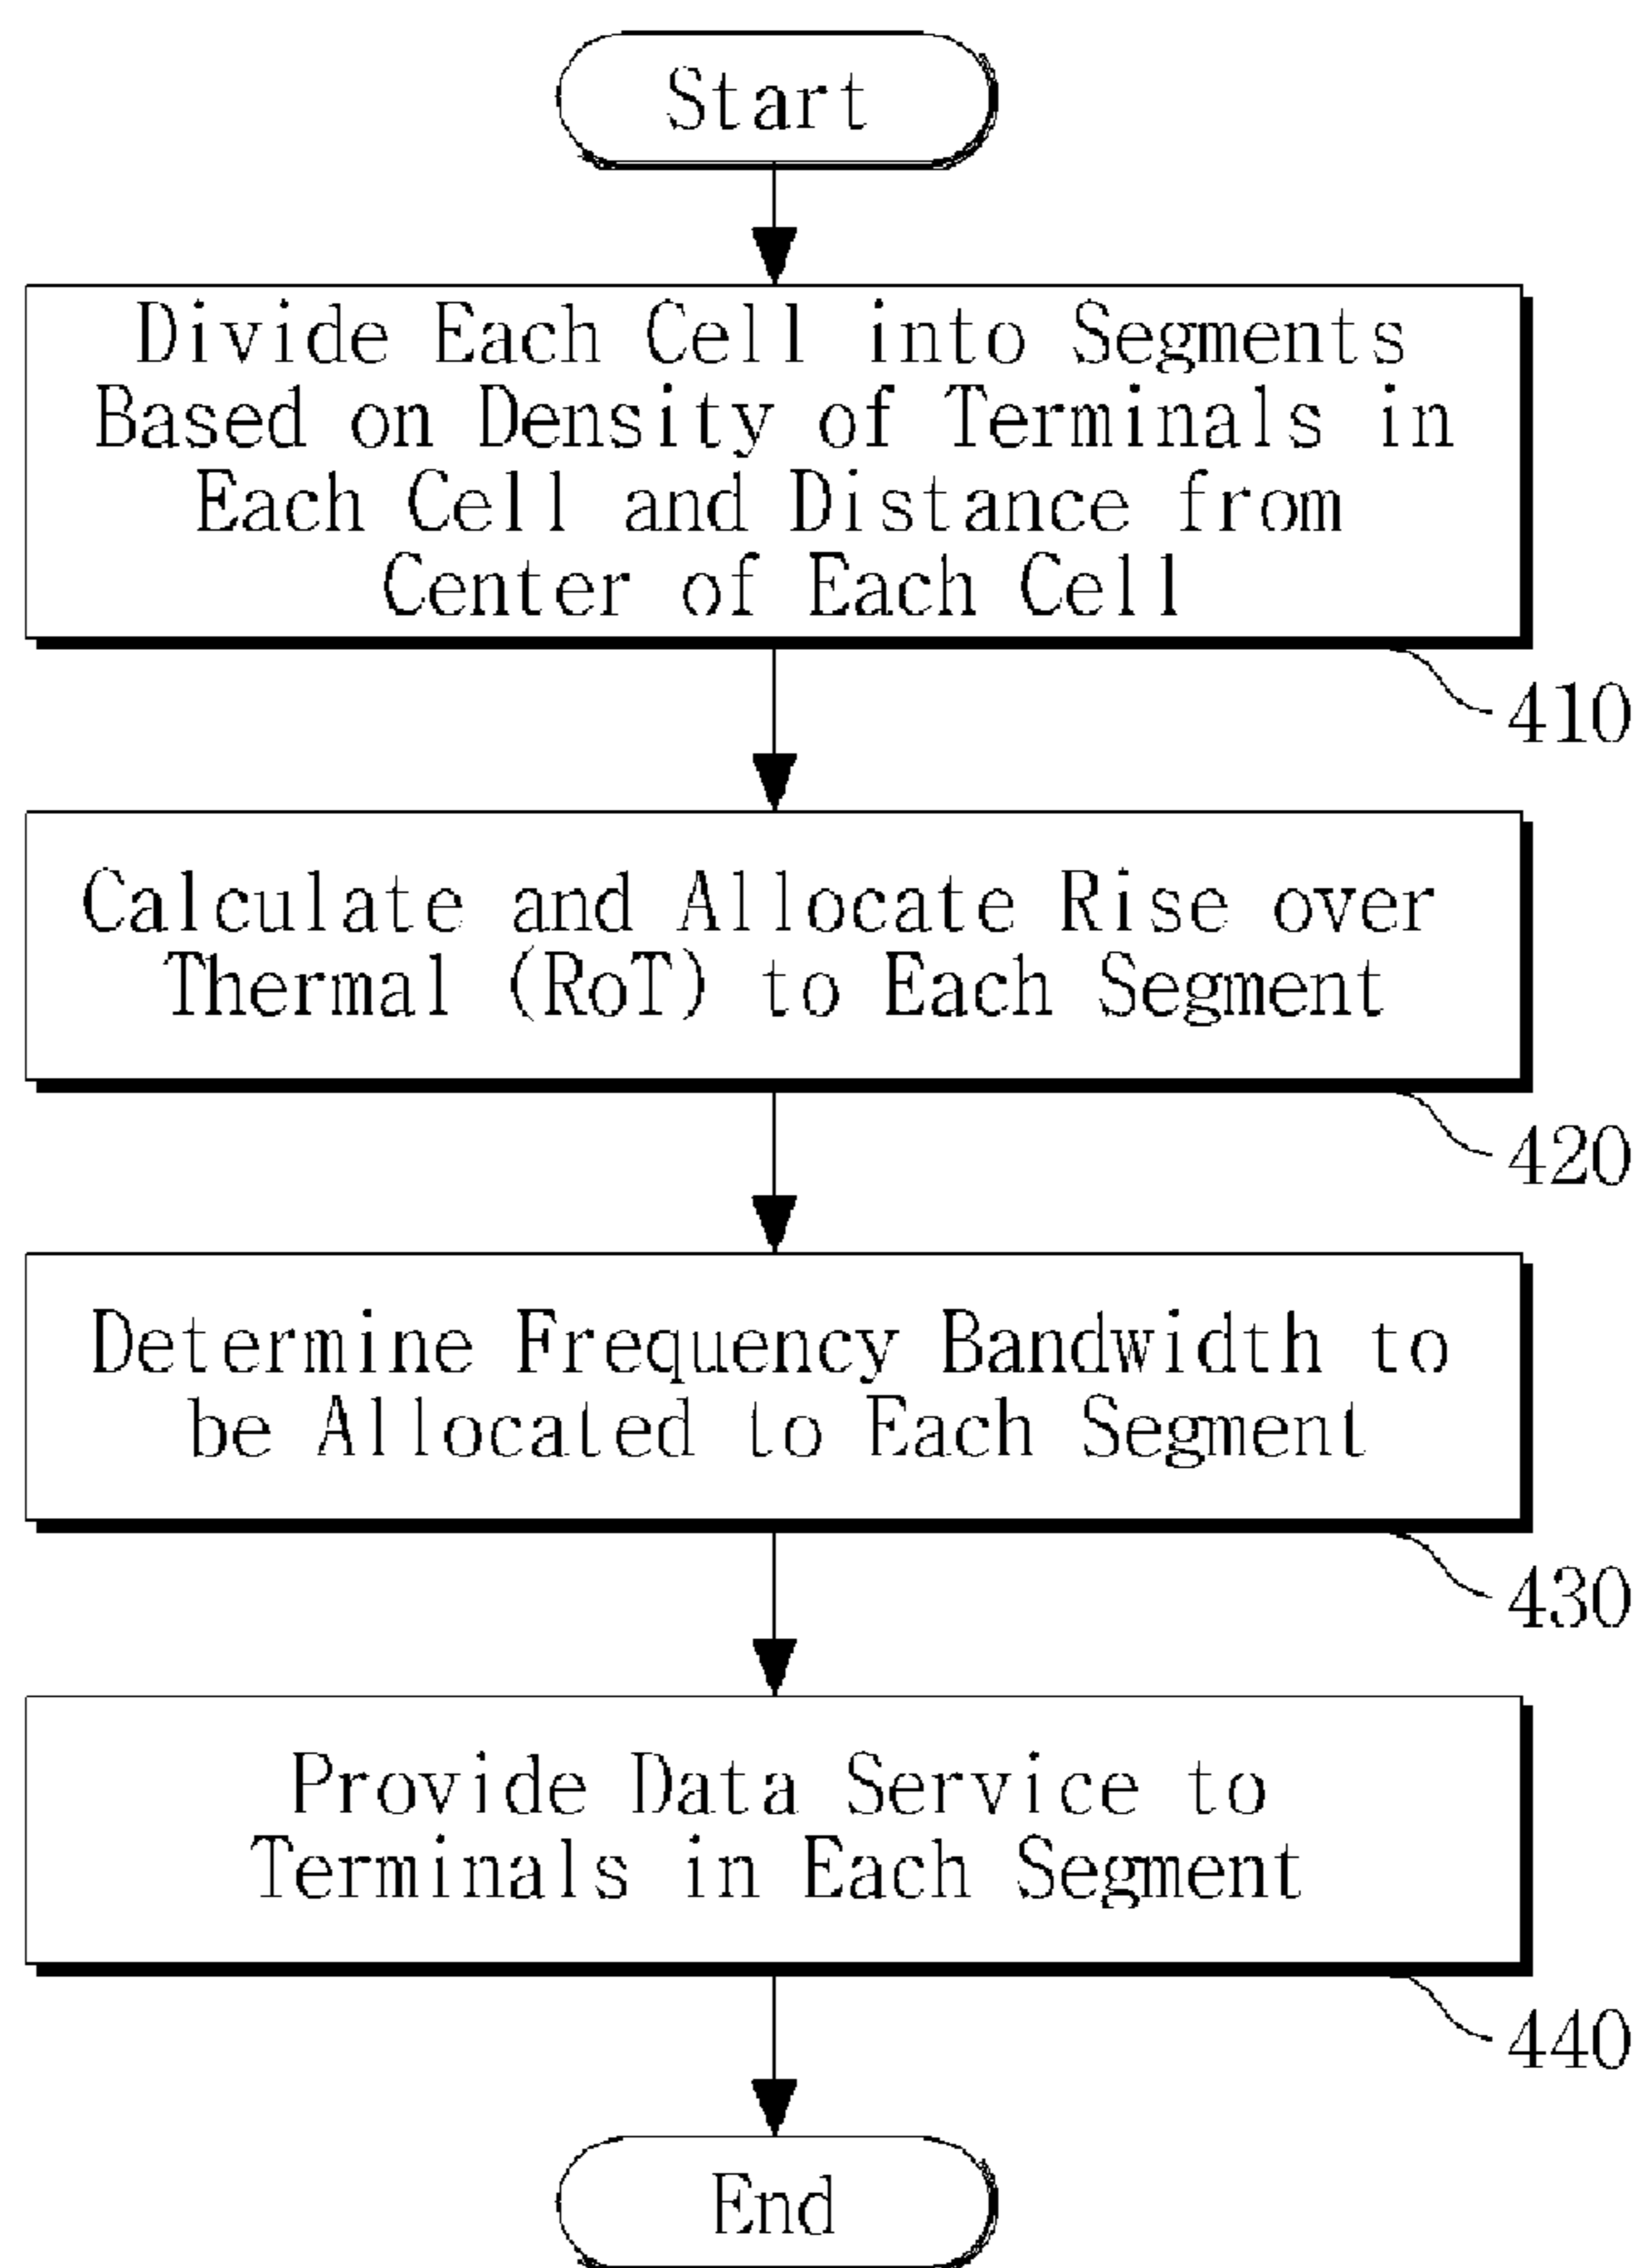 Start
Divide Each Cell into Segments
Based on Density of Terminals in
Each Cell and Distance from
Center of Each Cell
410
Calculate and Allocate Rise over
Thermal (RoT) to Each Segment
420
Determine Frequency Bandwidth to
be Allocated to Each Segment
430
Provide Data Service to
Terminals in Each Segment
440
End